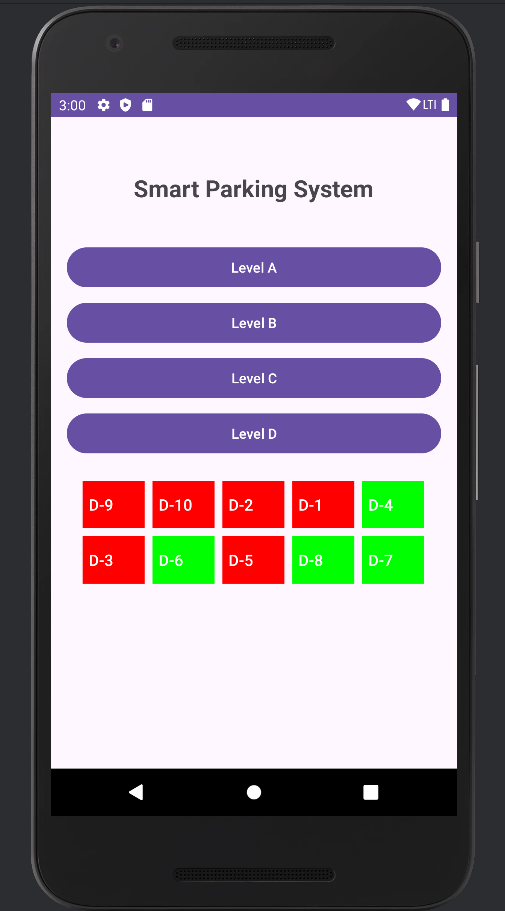 3:00 LTI
Smart Parking System
Level A
Level B
Level C
Level D
D-9 D-10 D-2 D-1 D-4
D-3 D-6 D-5 D-8 D-7